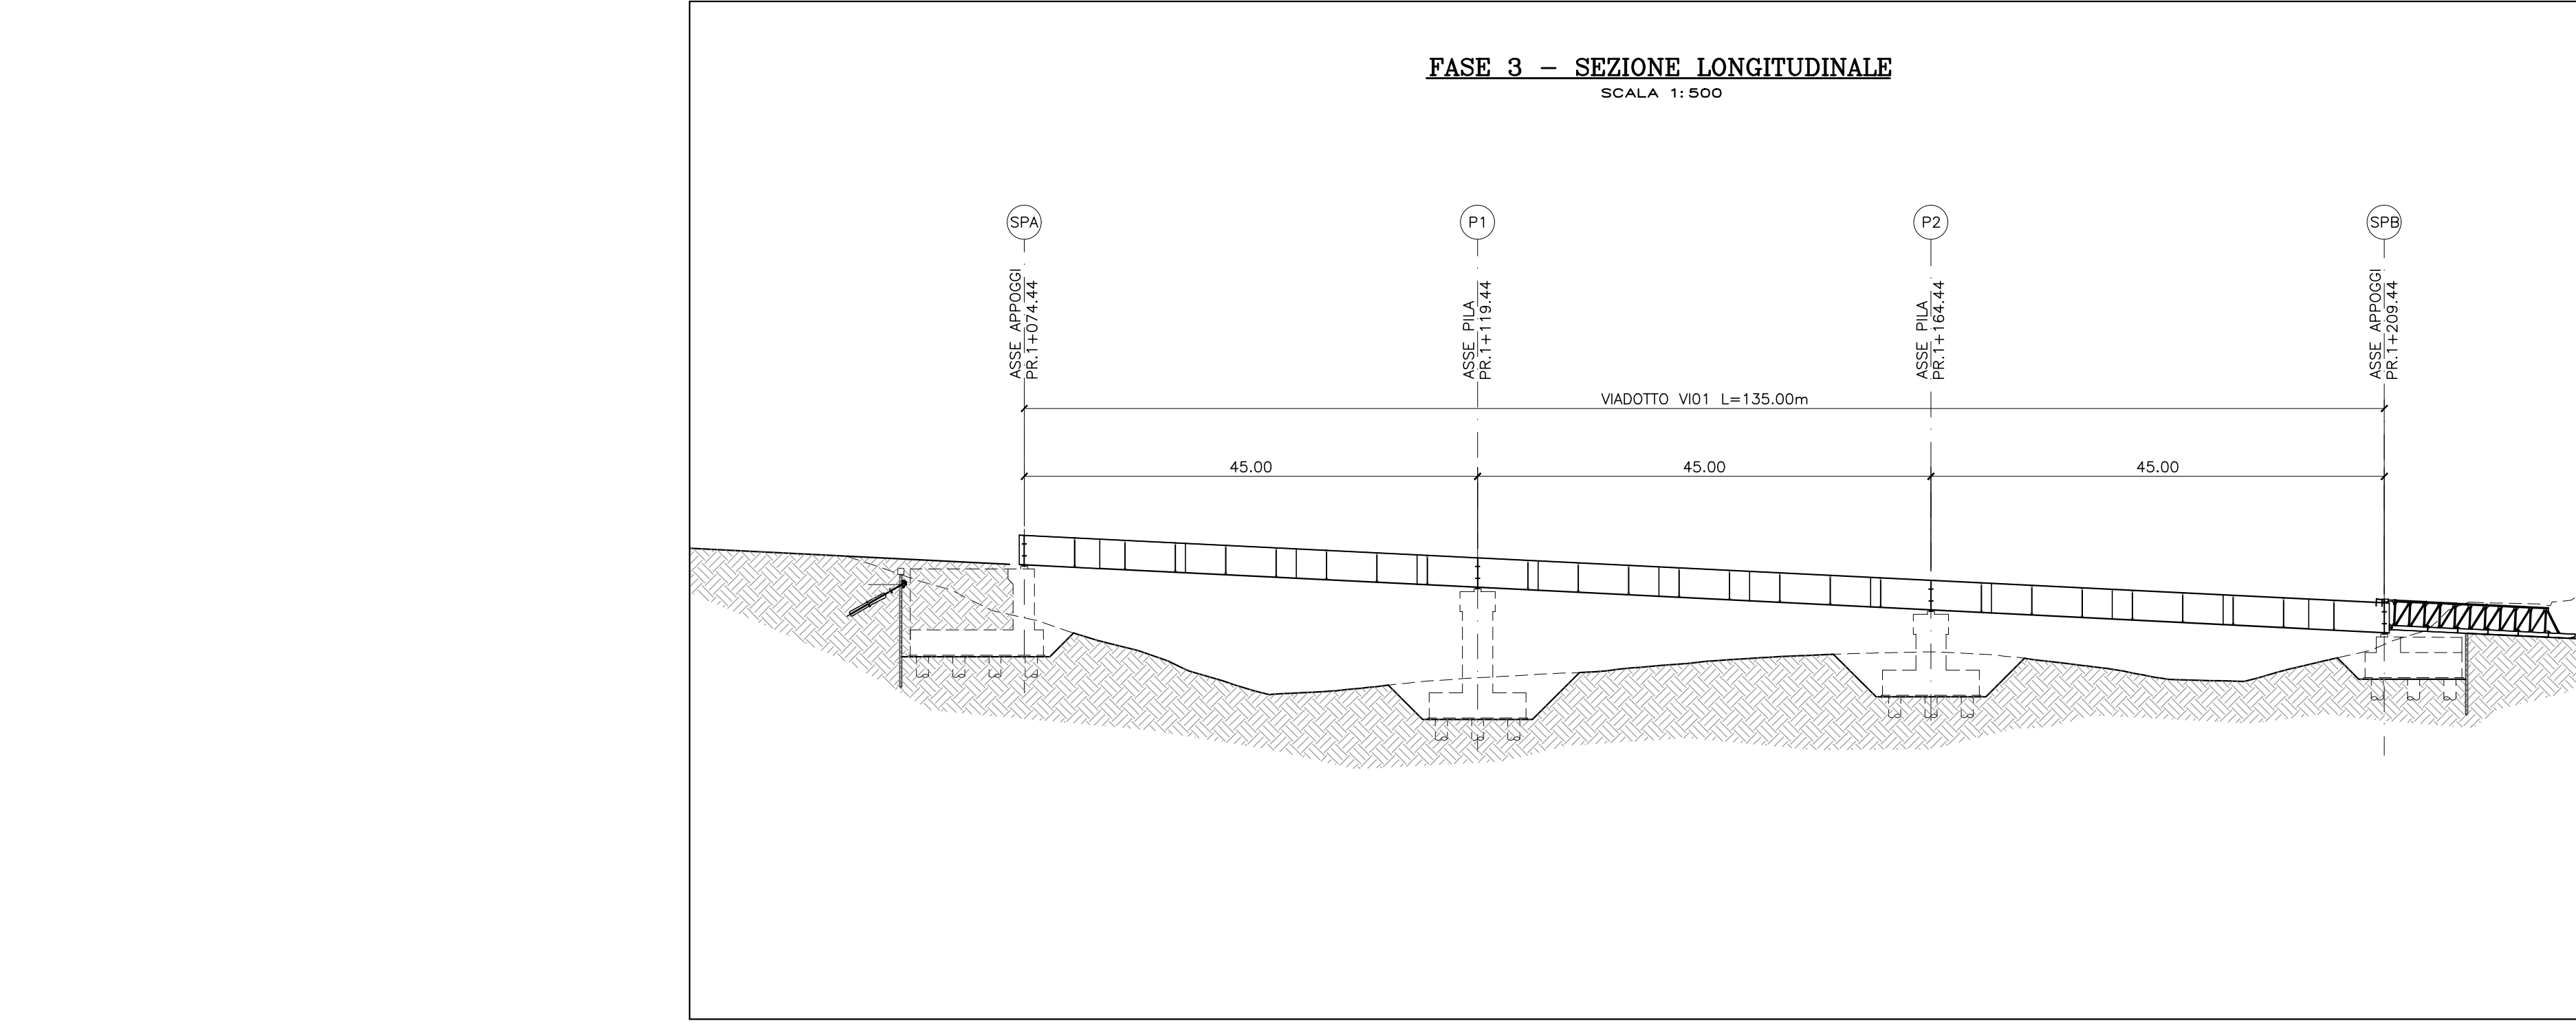 FASE 3 - SEZIONE LONGITUDINALE
SCALA 1:500
SPA
P1
P2
SPB
ASSE APPOGGI
PR.1+074.44
ASSE PILA
PR.1+119.44
ASSE PILA
PR.1+164.44
ASSE APPOGGI
PR.1+209.44
VIADOTTO VI01 L=135.00m
45.00
45.00
45.00